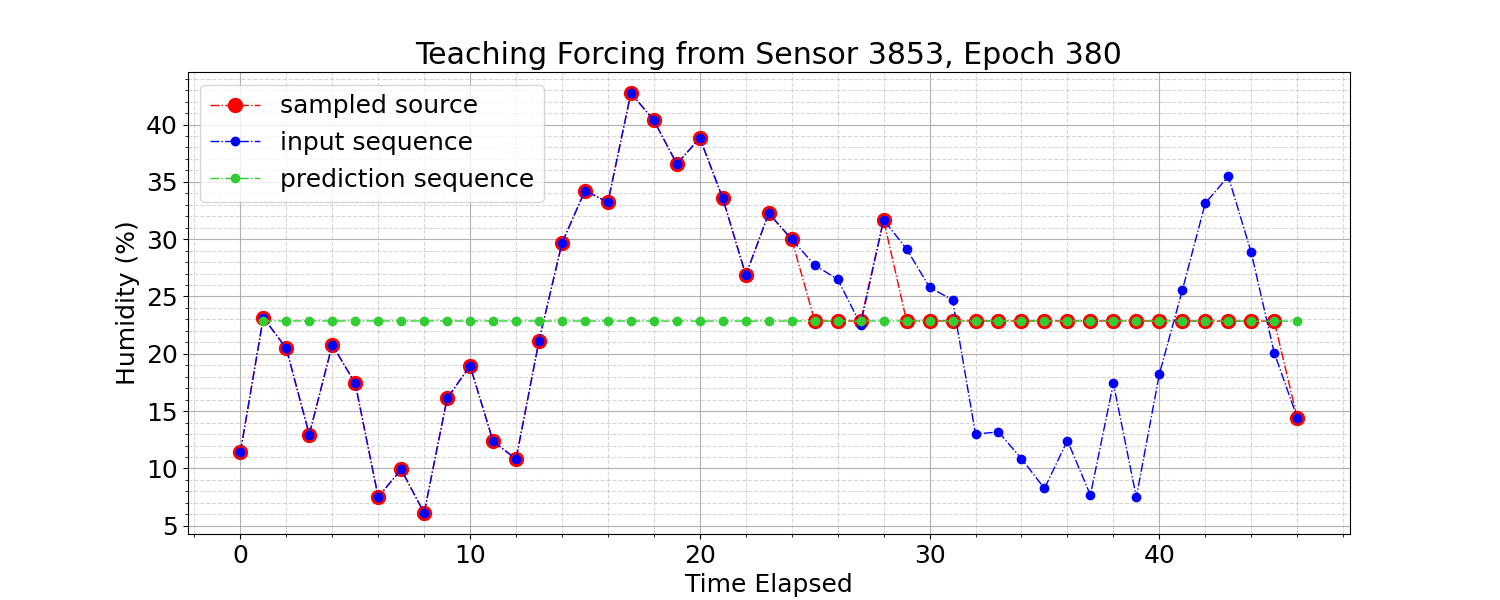 Teaching Forcing from Sensor 3853, Epoch 380
sampled source
input sequence
prediction sequence
Humidity (%)
40
35
30
25
20
15
10
5
0 10 20 30 40
Time Elapsed